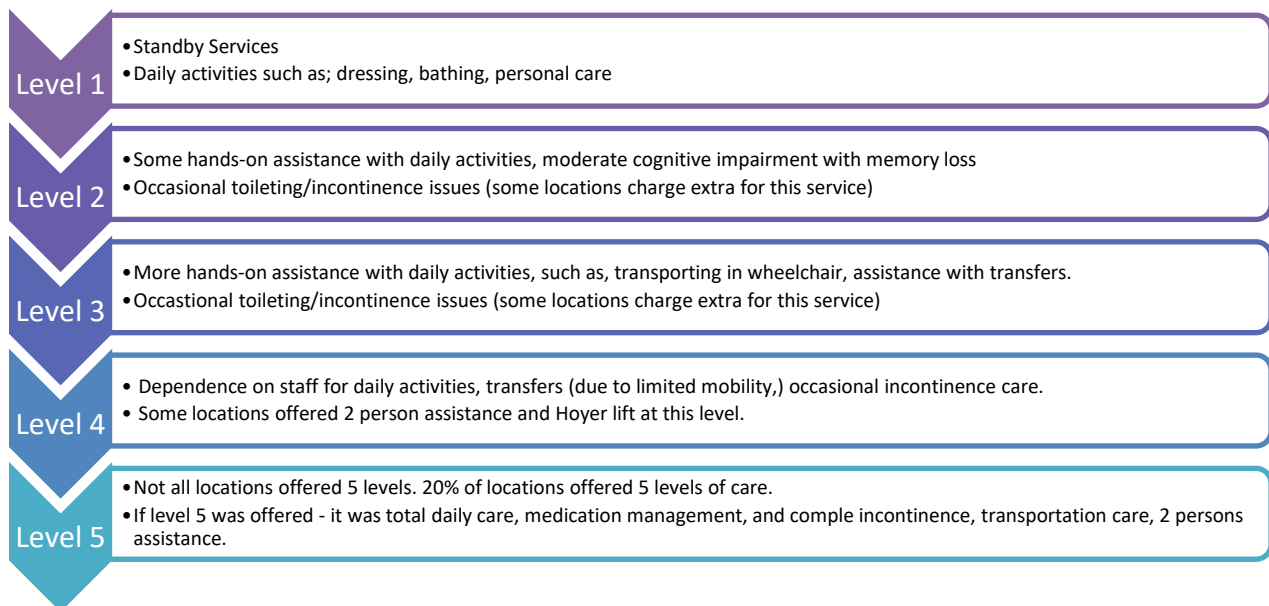 Level 1
•Standby Services
•Daily activities such as; dressing, bathing, personal care
Level 2
•Some hands-on assistance with daily activities, moderate cognitive impairment with memory loss
•Occasional toileting/incontinence issues (some locations charge extra for this service)
Level 3
•More hands-on assistance with daily activities, such as, transporting in wheelchair, assistance with transfers.
•Occastional toileting/incontinence issues (some locations charge extra for this service)
Level 4
• Dependence on staff for daily activities, transfers (due to limited mobility,) occasional incontinence care.
• Some locations offered 2 person assistance and Hoyer lift at this level.
Level 5
•Not all locations offered 5 levels. 20% of locations offered 5 levels of care.
•If level 5 was offered - it was total daily care, medication management, and comple incontinence, transportation care, 2 persons
assistance.